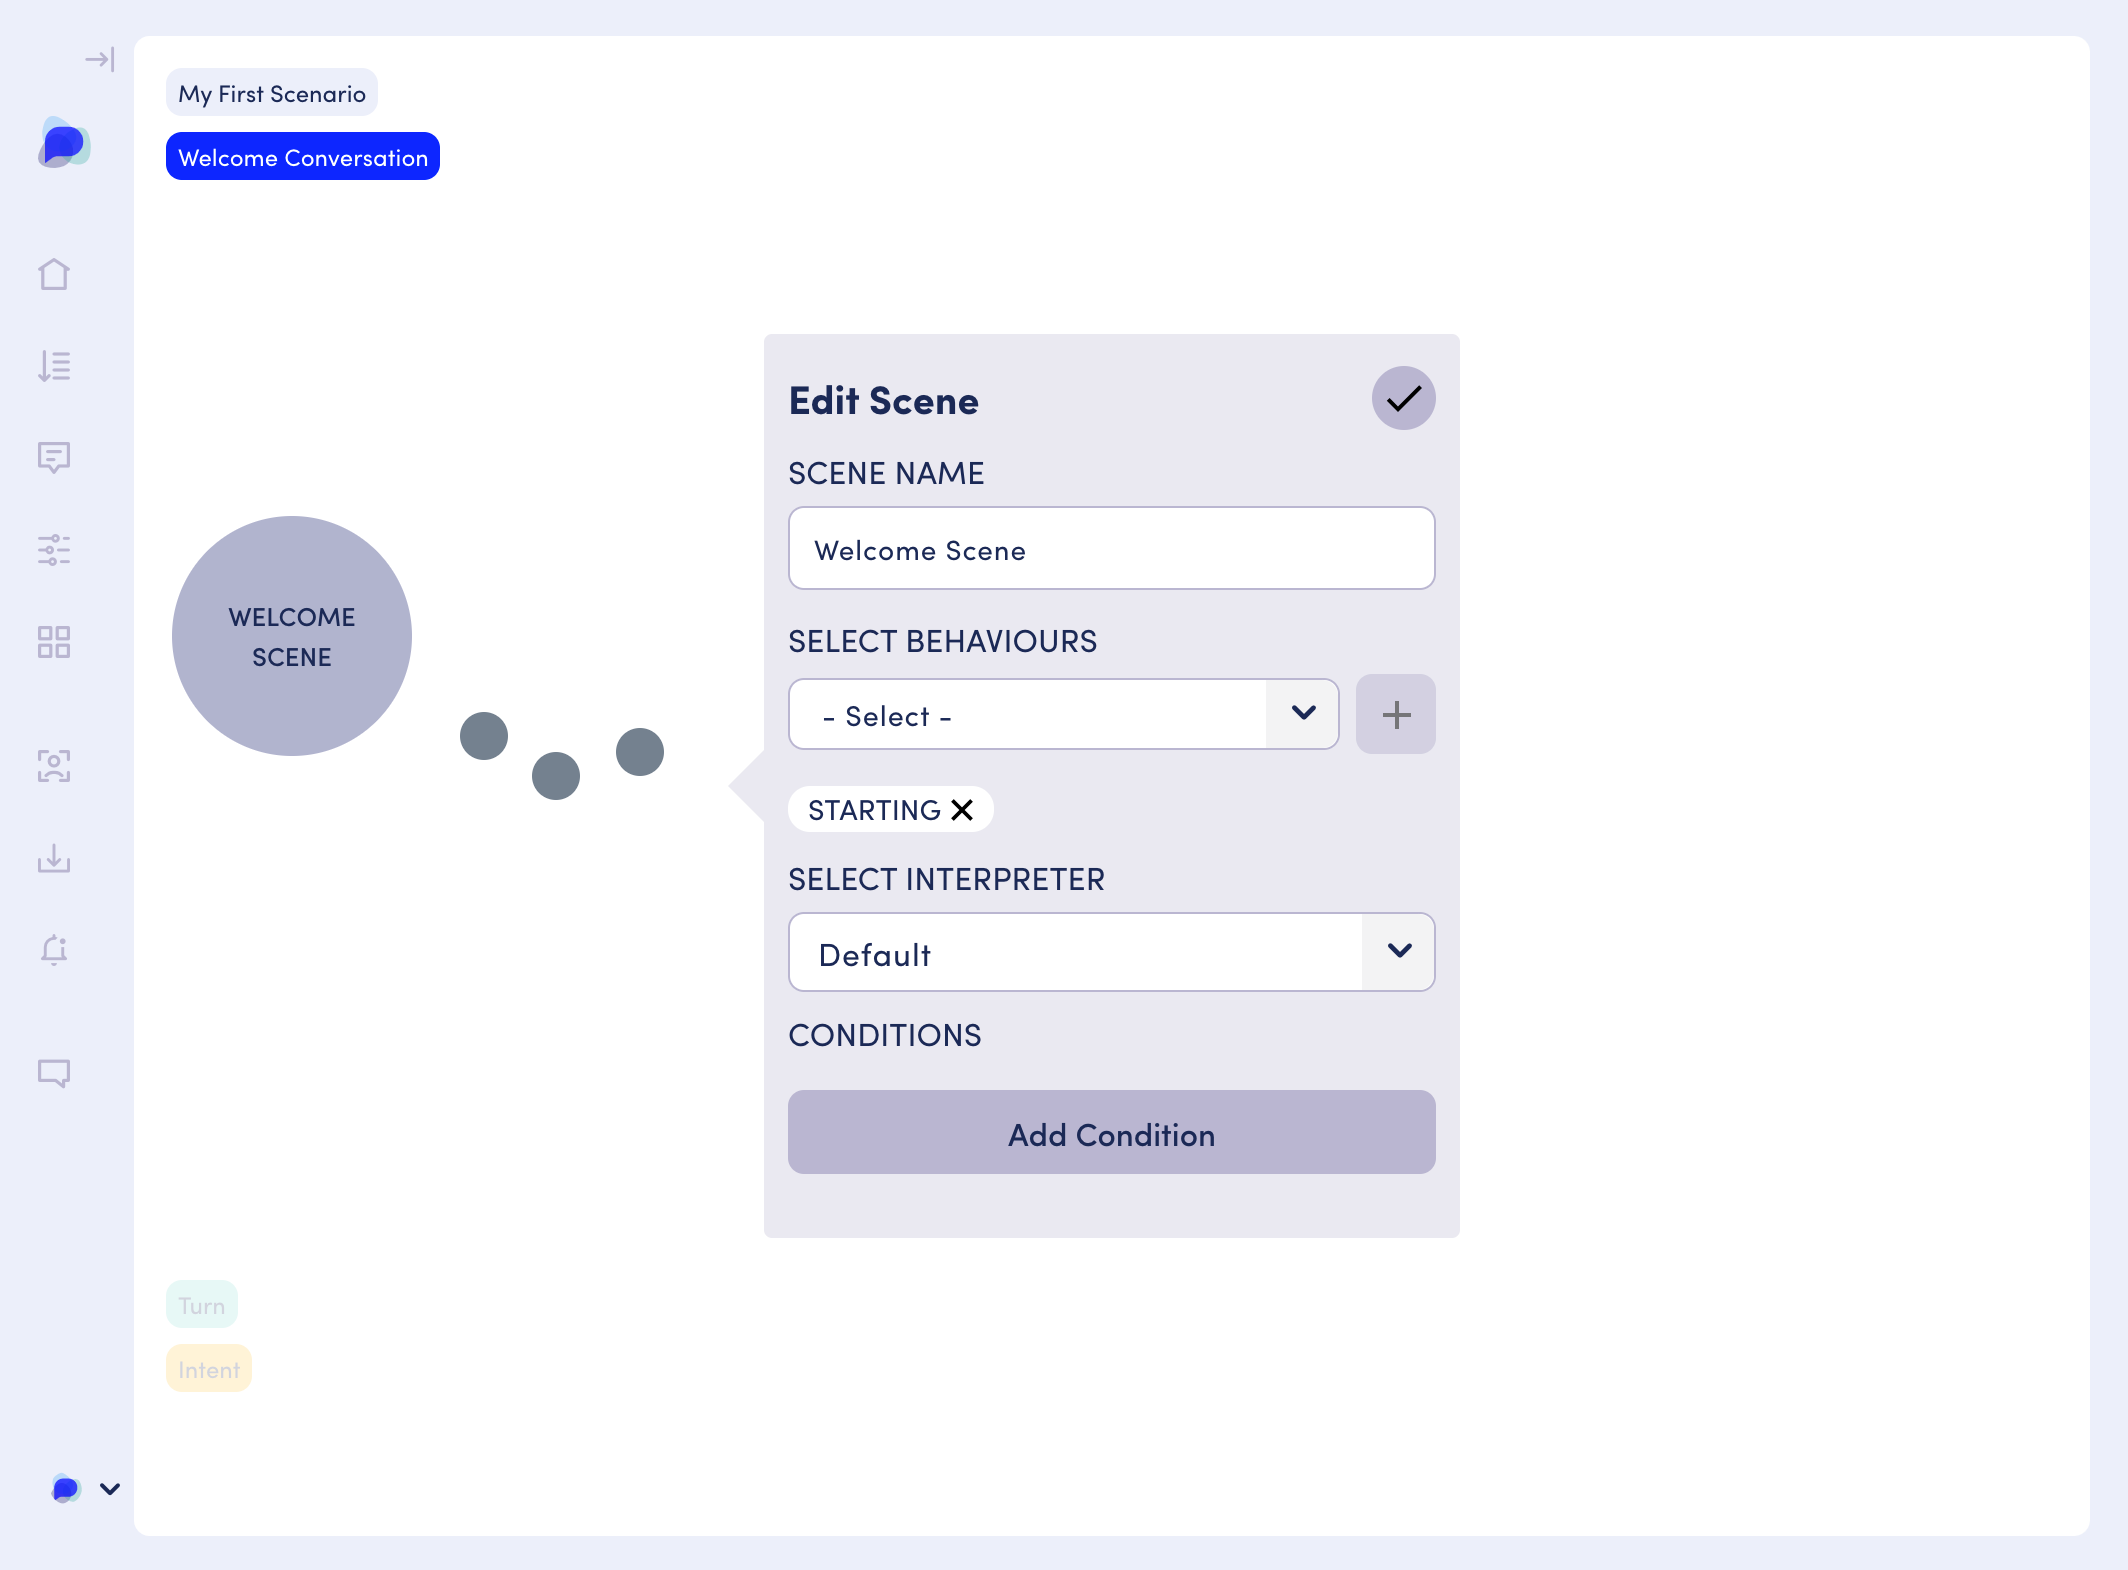 My First Scenario
Welcome Conversation
WELCOME
SCENE
Edit Scene
SCENE NAME
Welcome Scene
SELECT BEHAVIOURS
- Select -
STARTING
SELECT INTERPRETER
Default
CONDITIONS
Add Condition
Turn
Intent